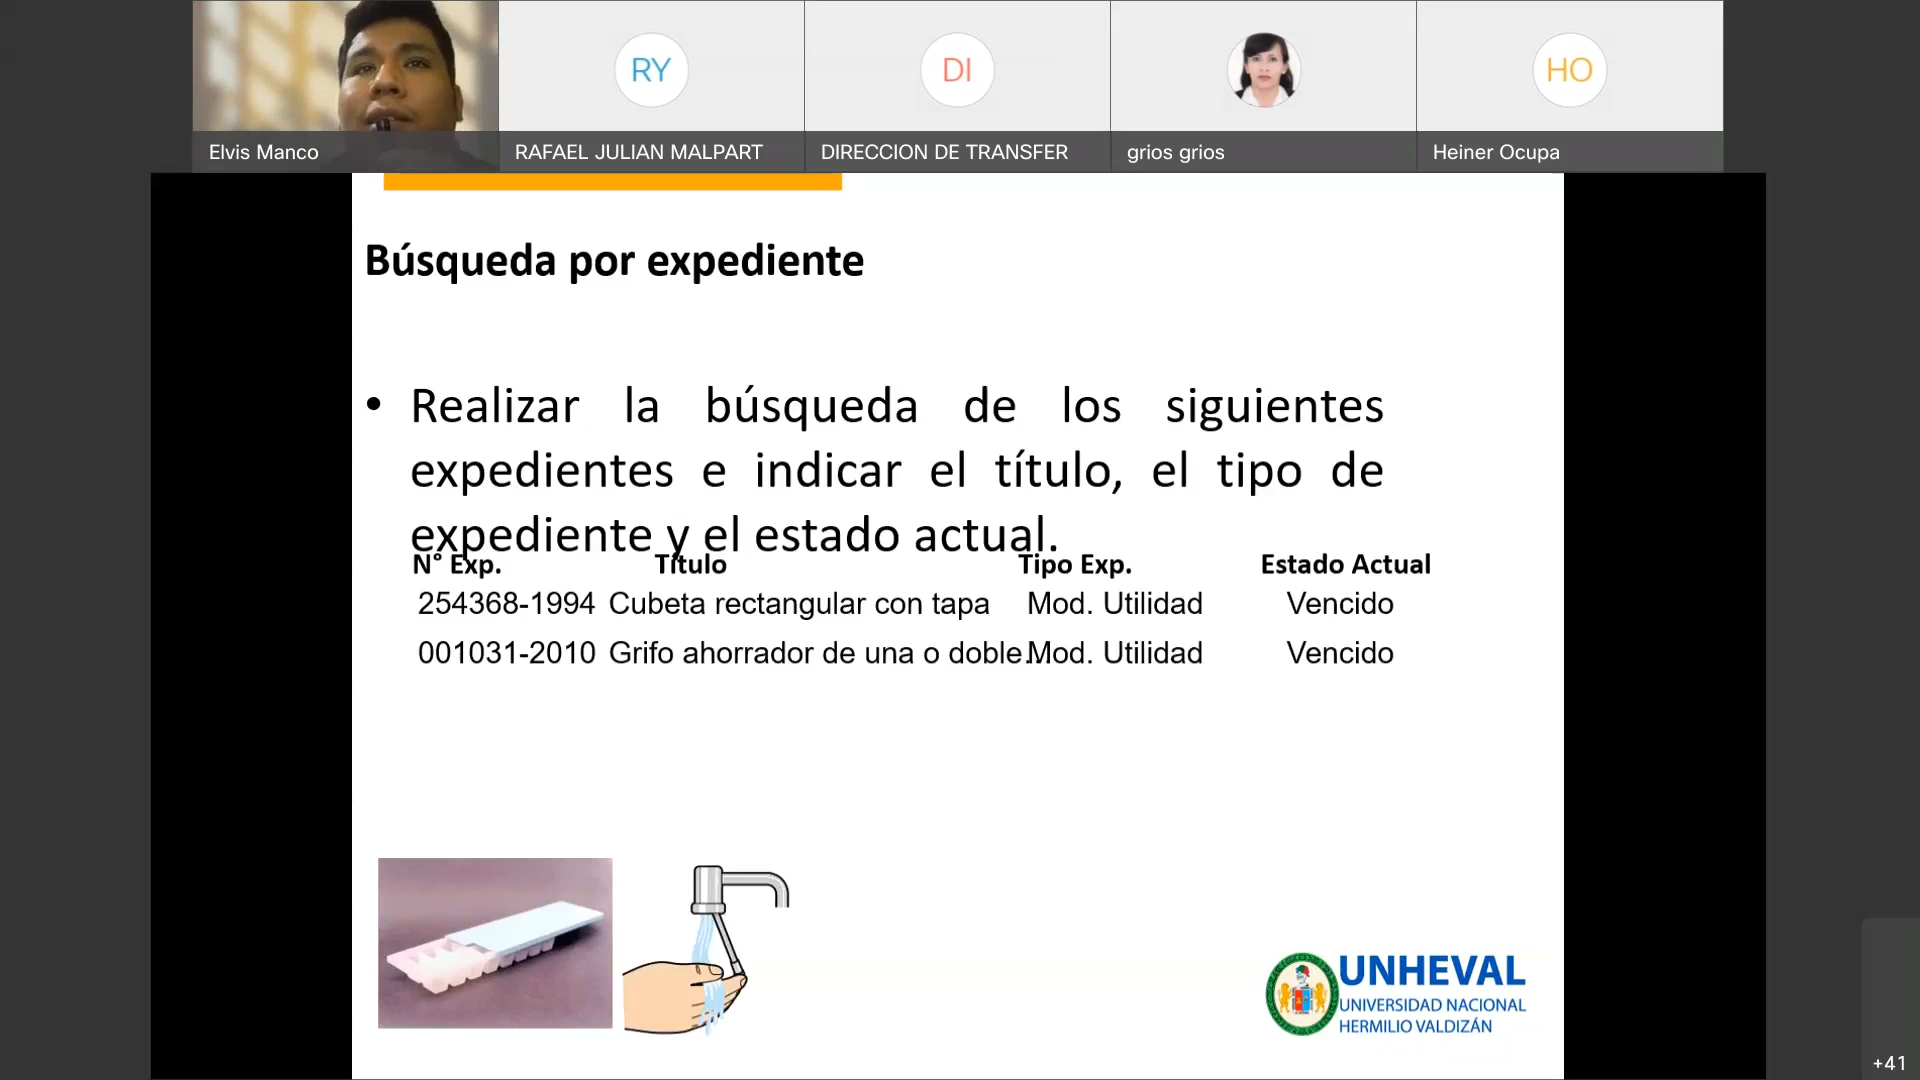 RY
DI
HO
Elvis Manco
RAFAEL JULIAN MALPART
DIRECCION DE TRANSFER
grios grios
Heiner Ocupa
Búsqueda por expediente
• Realizar la búsqueda de los siguientes
expedientes e indicar el título, el tipo de
expediente y el estado actual.
N° Exp. Título Tipo Exp. Estado Actual
254368-1994 Cubeta rectangular con tapa Mod. Utilidad Vencido
001031-2010 Grifo ahorrador de una o doble. Mod. Utilidad Vencido
UNHEVAL
UNIVERSIDAD NACIONAL
HERMILIO VALDIZÁN
+41